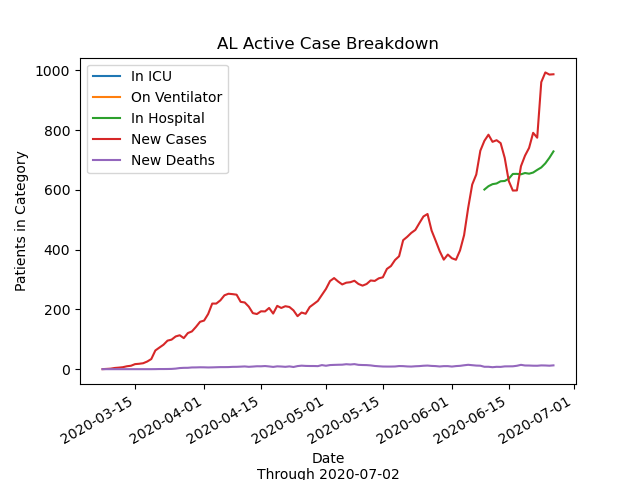 AL Active Case Breakdown
In ICU
On Ventilator
In Hospital
New Cases
New Deaths
Patients in Category
1000
800
600
400
200
0
2020-03-15
2020-04-01
2020-04-15
2020-05-01
2020-05-15
2020-06-01
2020-06-15
2020-07-01
Date
Through 2020-07-02